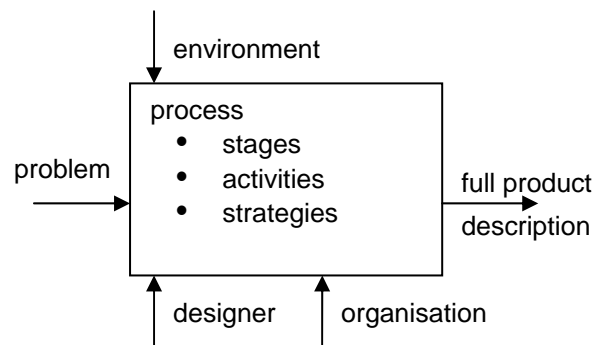 environment
process
• stages
• activities
• strategies
problem
full product
description
designer
organisation